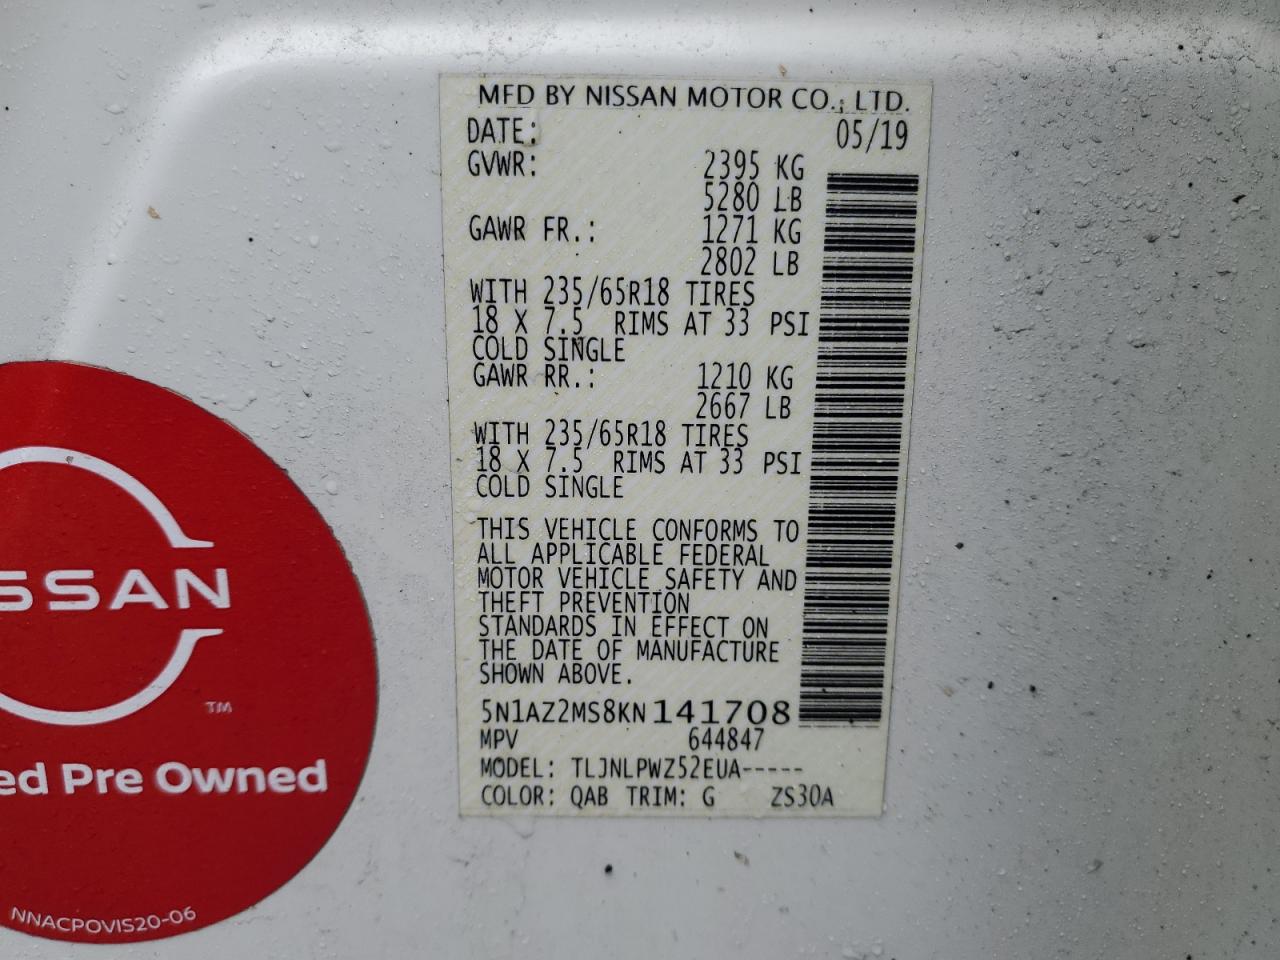 MFD BY NISSAN MOTOR CO., LTD.
DATE: 05/19
GVWR: 2395 KG
5280 LB
GAWR FR.: 1271 KG
2802 LB
WITH 235/65R18 TIRES
18 X 7.5 RIMS AT 33 PSI
COLD SINGLE
GAWR RR.: 1210 KG
2667 LB
WITH 235/65R18 TIRES
18 X 7.5 RIMS AT 33 PSI
COLD SINGLE
THIS VEHICLE CONFORMS TO
ALL APPLICABLE FEDERAL
MOTOR VEHICLE SAFETY AND
THEFT PREVENTION
STANDARDS IN EFFECT ON
THE DATE OF MANUFACTURE
SHOWN ABOVE.
5N1AZ2MS8KN141708
MPV 644847
MODEL: TLJNLPWZ52EUA-----
COLOR: QAB TRIM: G ZS30A
SSAN
TM
ed Pre Owned
NNACPOVIS20-06